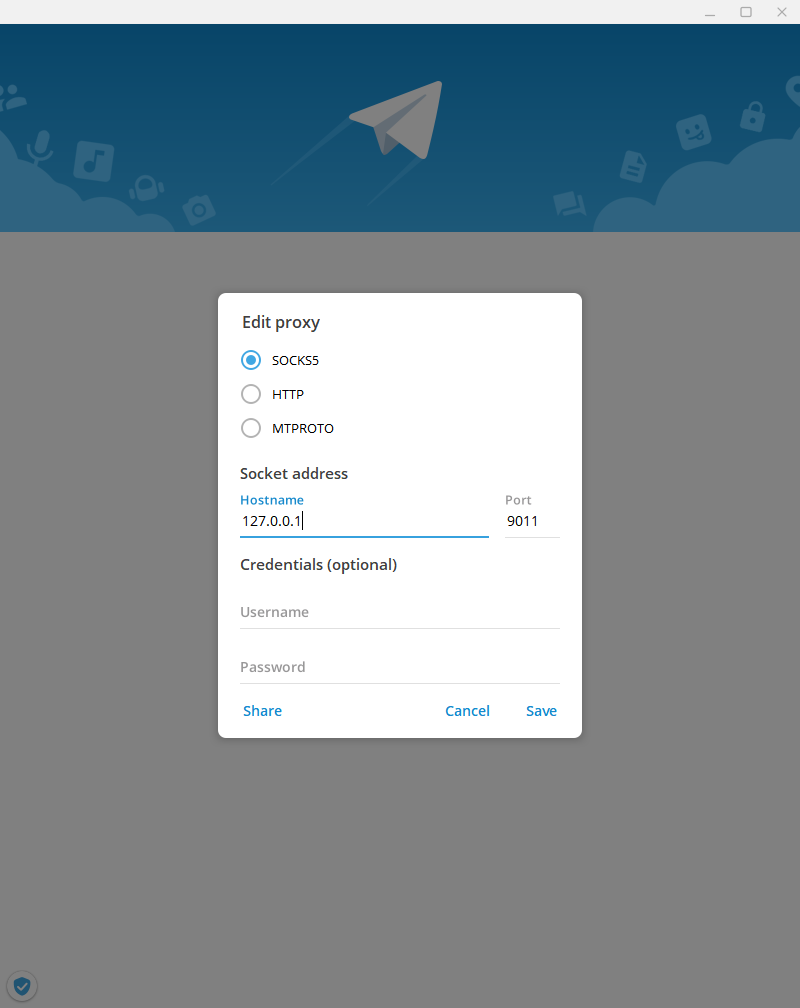 Edit proxy
SOCKS5
HTTP
MTPROTO
Socket address
Hostname Port
127.0.0.1 9011
Credentials (optional)
Username
Password
Share Cancel Save